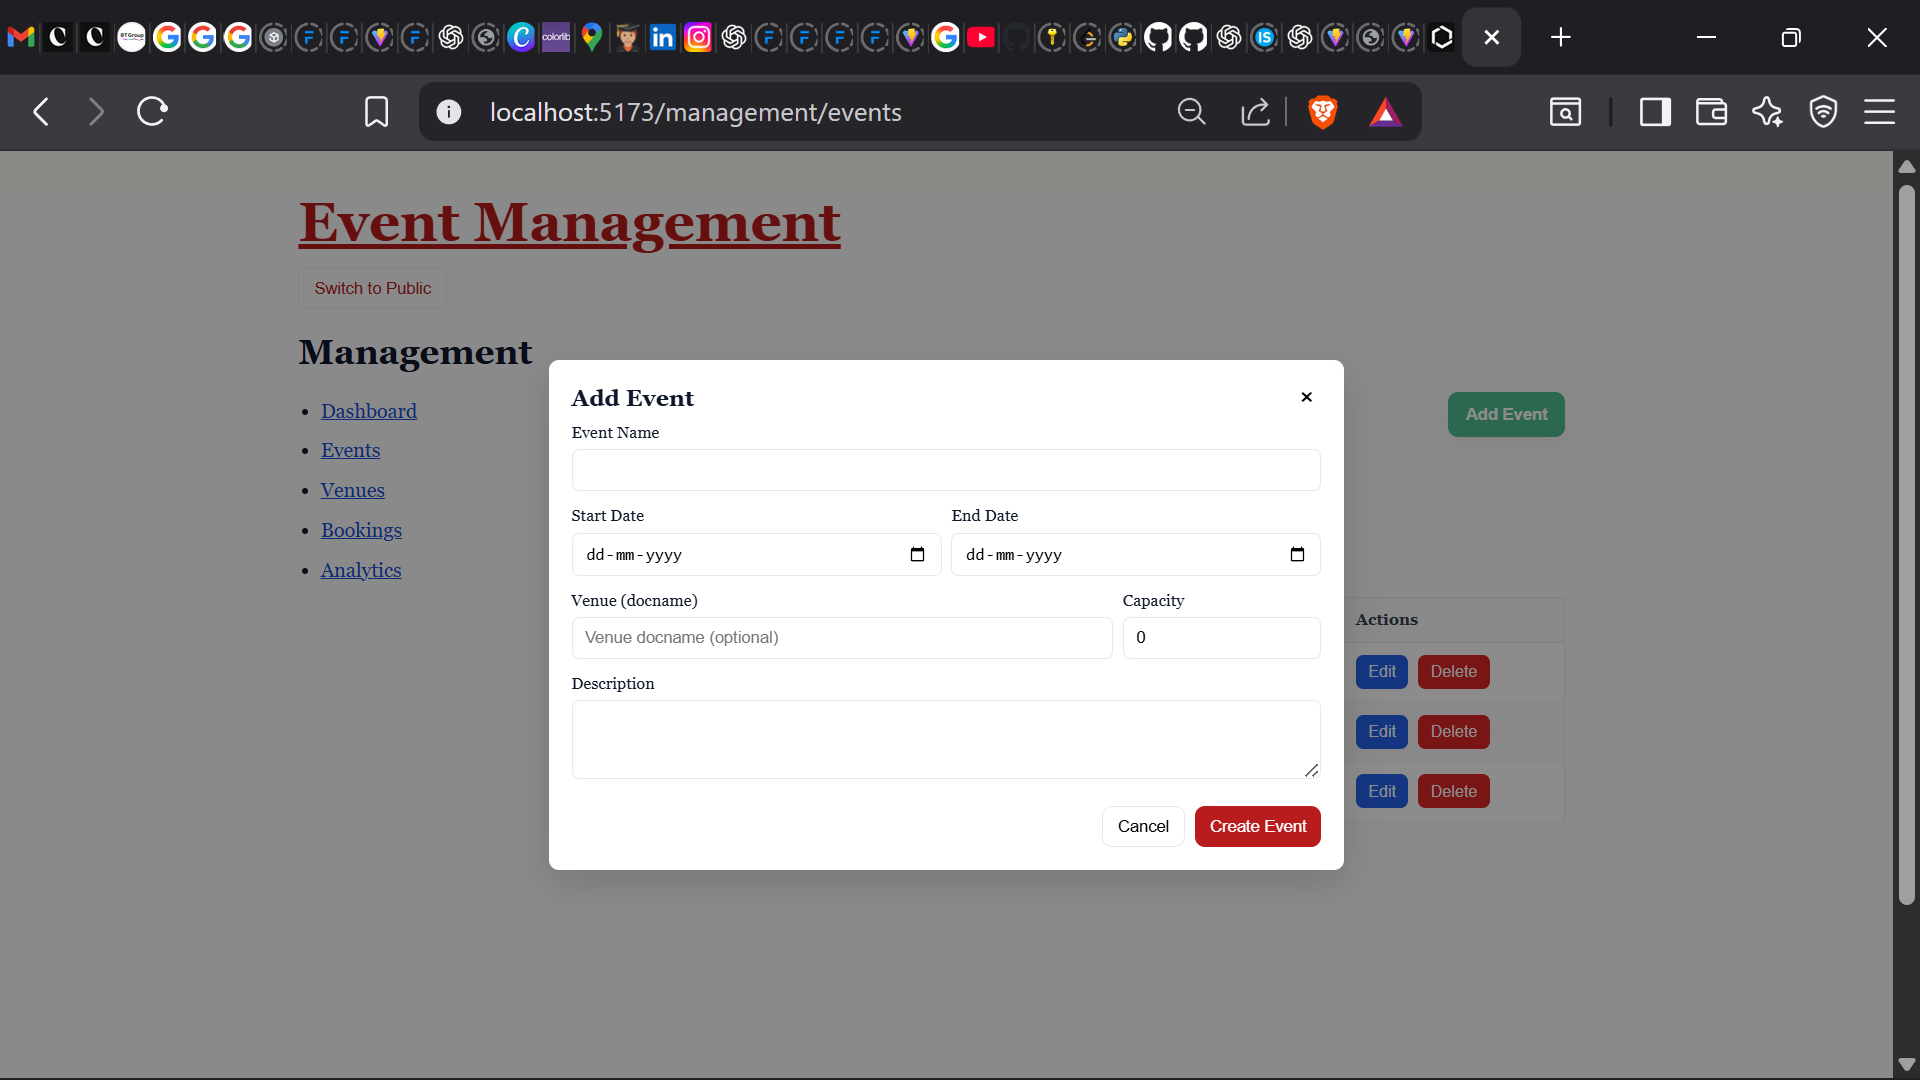 localhost:5173/management/events
Event Management
Switch to Public
Management
Dashboard
Events
Venues
Bookings
Analytics
Add Event
Add Event
Event Name
Start Date End Date
dd-mm-yyyy dd-mm-yyyy
Venue (docname) Capacity
Venue docname (optional) 0
Description
Cancel Create Event
Actions
Edit Delete
Edit Delete
Edit Delete